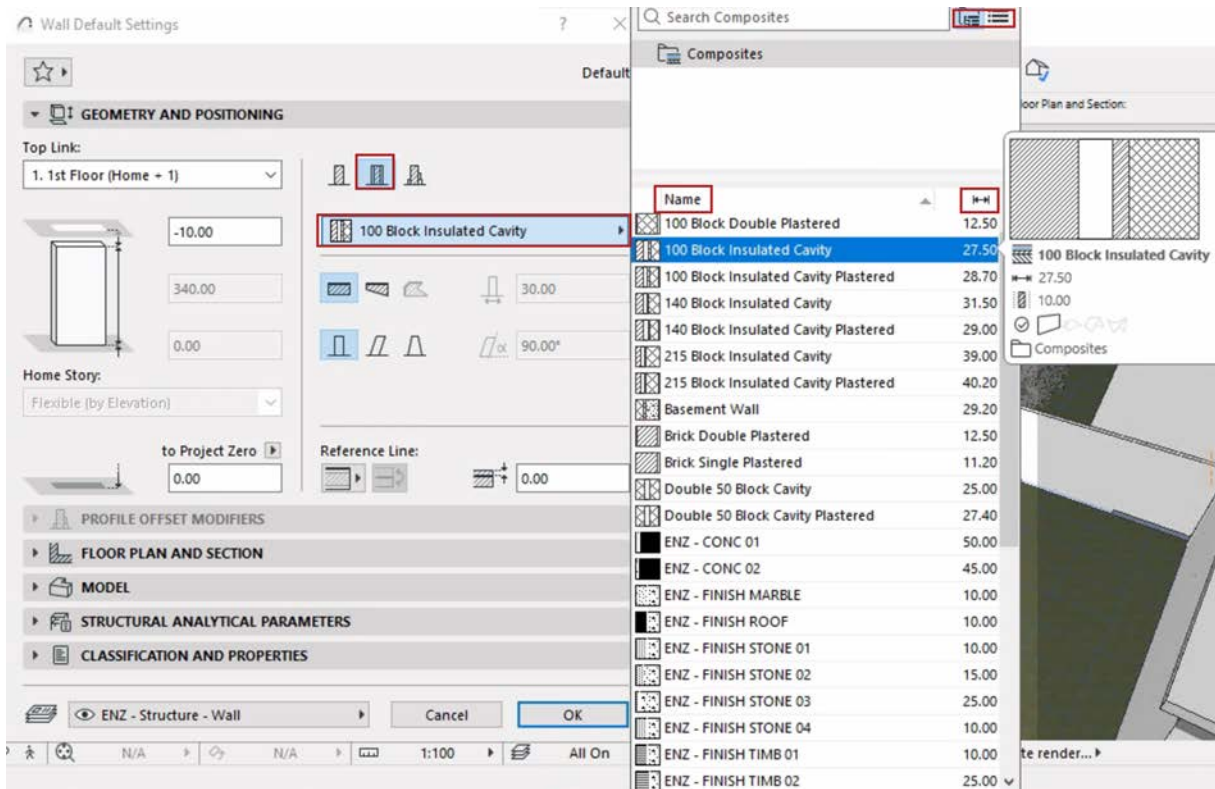 Wall Default Settings
?
Default
GEOMETRY AND POSITIONING
Top Link:
1. 1st Floor (Home + 1)
-10.00
340.00
0.00
Home Story:
Flexible (by Elevation)
to Project Zero
0.00
100 Block Insulated Cavity
30.00
α 90.00°
Reference Line:
0.00
PROFILE OFFSET MODIFIERS
FLOOR PLAN AND SECTION
MODEL
STRUCTURAL ANALYTICAL PARAMETERS
CLASSIFICATION AND PROPERTIES
ENZ - Structure - Wall
Cancel
OK
N/A
N/A
1:100
All On
Search Composites
Composites
Name
100 Block Double Plastered 12.50
100 Block Insulated Cavity 27.50
100 Block Insulated Cavity Plastered 28.70
140 Block Insulated Cavity 31.50
140 Block Insulated Cavity Plastered 29.00
215 Block Insulated Cavity 39.00
215 Block Insulated Cavity Plastered 40.20
Basement Wall 29.20
Brick Double Plastered 12.50
Brick Single Plastered 11.20
Double 50 Block Cavity 25.00
Double 50 Block Cavity Plastered 27.40
ENZ - CONC 01 50.00
ENZ - CONC 02 45.00
ENZ - FINISH MARBLE 10.00
ENZ - FINISH ROOF 10.00
ENZ - FINISH STONE 01 10.00
ENZ - FINISH STONE 02 15.00
ENZ - FINISH STONE 03 25.00
ENZ - FINISH STONE 04 10.00
ENZ - FINISH TIMB 01 10.00
ENZ - FINISH TIMB 02 25.00
loor Plan and Section:
100 Block Insulated Cavity
27.50
10.00
Composites
te render...